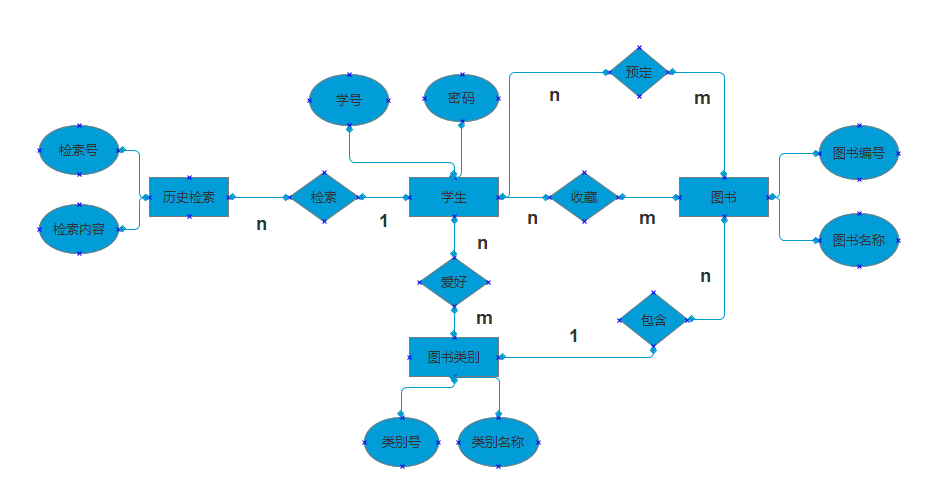 预定
学号
密码
n
m
检索号
图书编号
历史检索
检索
学生
收藏
图书
n
1
n
m
检索内容
图书名称
n
爱好
n
m
包含
1
图书类别
类别号
类别名称